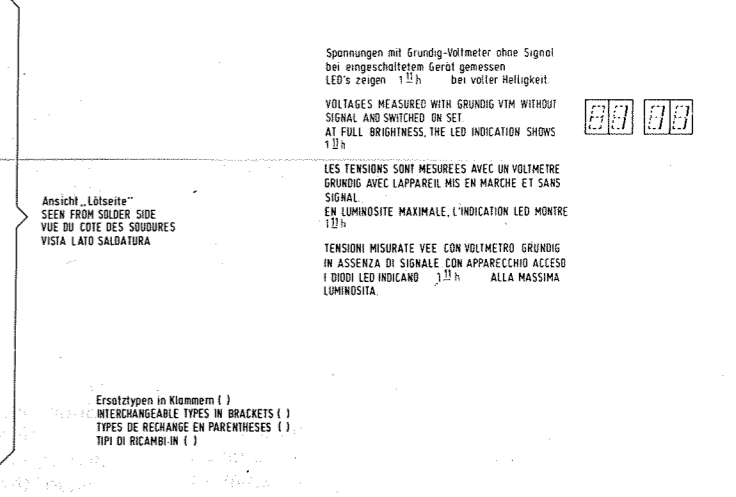 Spannungen mit Grundig-Voltmeter ohne Signal
bei eingeschaltetem Gerät gemessen
LED's zeigen 1 11 h bei voller Helligkeit
VOLTAGES MEASURED WITH GRUNDIG VTM WITHOUT
SIGNAL AND SWITCHED ON SET.
AT FULL BRIGHTNESS, THE LED INDICATION SHOWS
1 11 h
LES TENSIONS SONT MESUREES AVEC UN VOLTMETRE
GRUNDIG AVEC LAPPAREIL MIS EN MARCHE ET SANS
SIGNAL.
EN LUMINOSITE MAXIMALE, L'INDICATION LED MONTRE
1 11 h
TENSIONI MISURATE VEE CON VOLTMETRO GRUNDIG
IN ASSENZA DI SIGNALE CON APPARECCHIO ACCESO
I DIODI LED INDICANO 1 11 h ALLA MASSIMA
LUMINOSITA.
Ansicht „Lötseite"
SEEN FROM SOLDER SIDE
VUE DU COTE DES SOUDURES
VISTA LATO SALDATURA
Ersatztypen in Klammern ( )
INTERCHANGEABLE TYPES IN BRACKETS ( )
TYPES DE RECHANGE EN PARENTHESES ( )
TIPI DI RICAMBI IN ( )